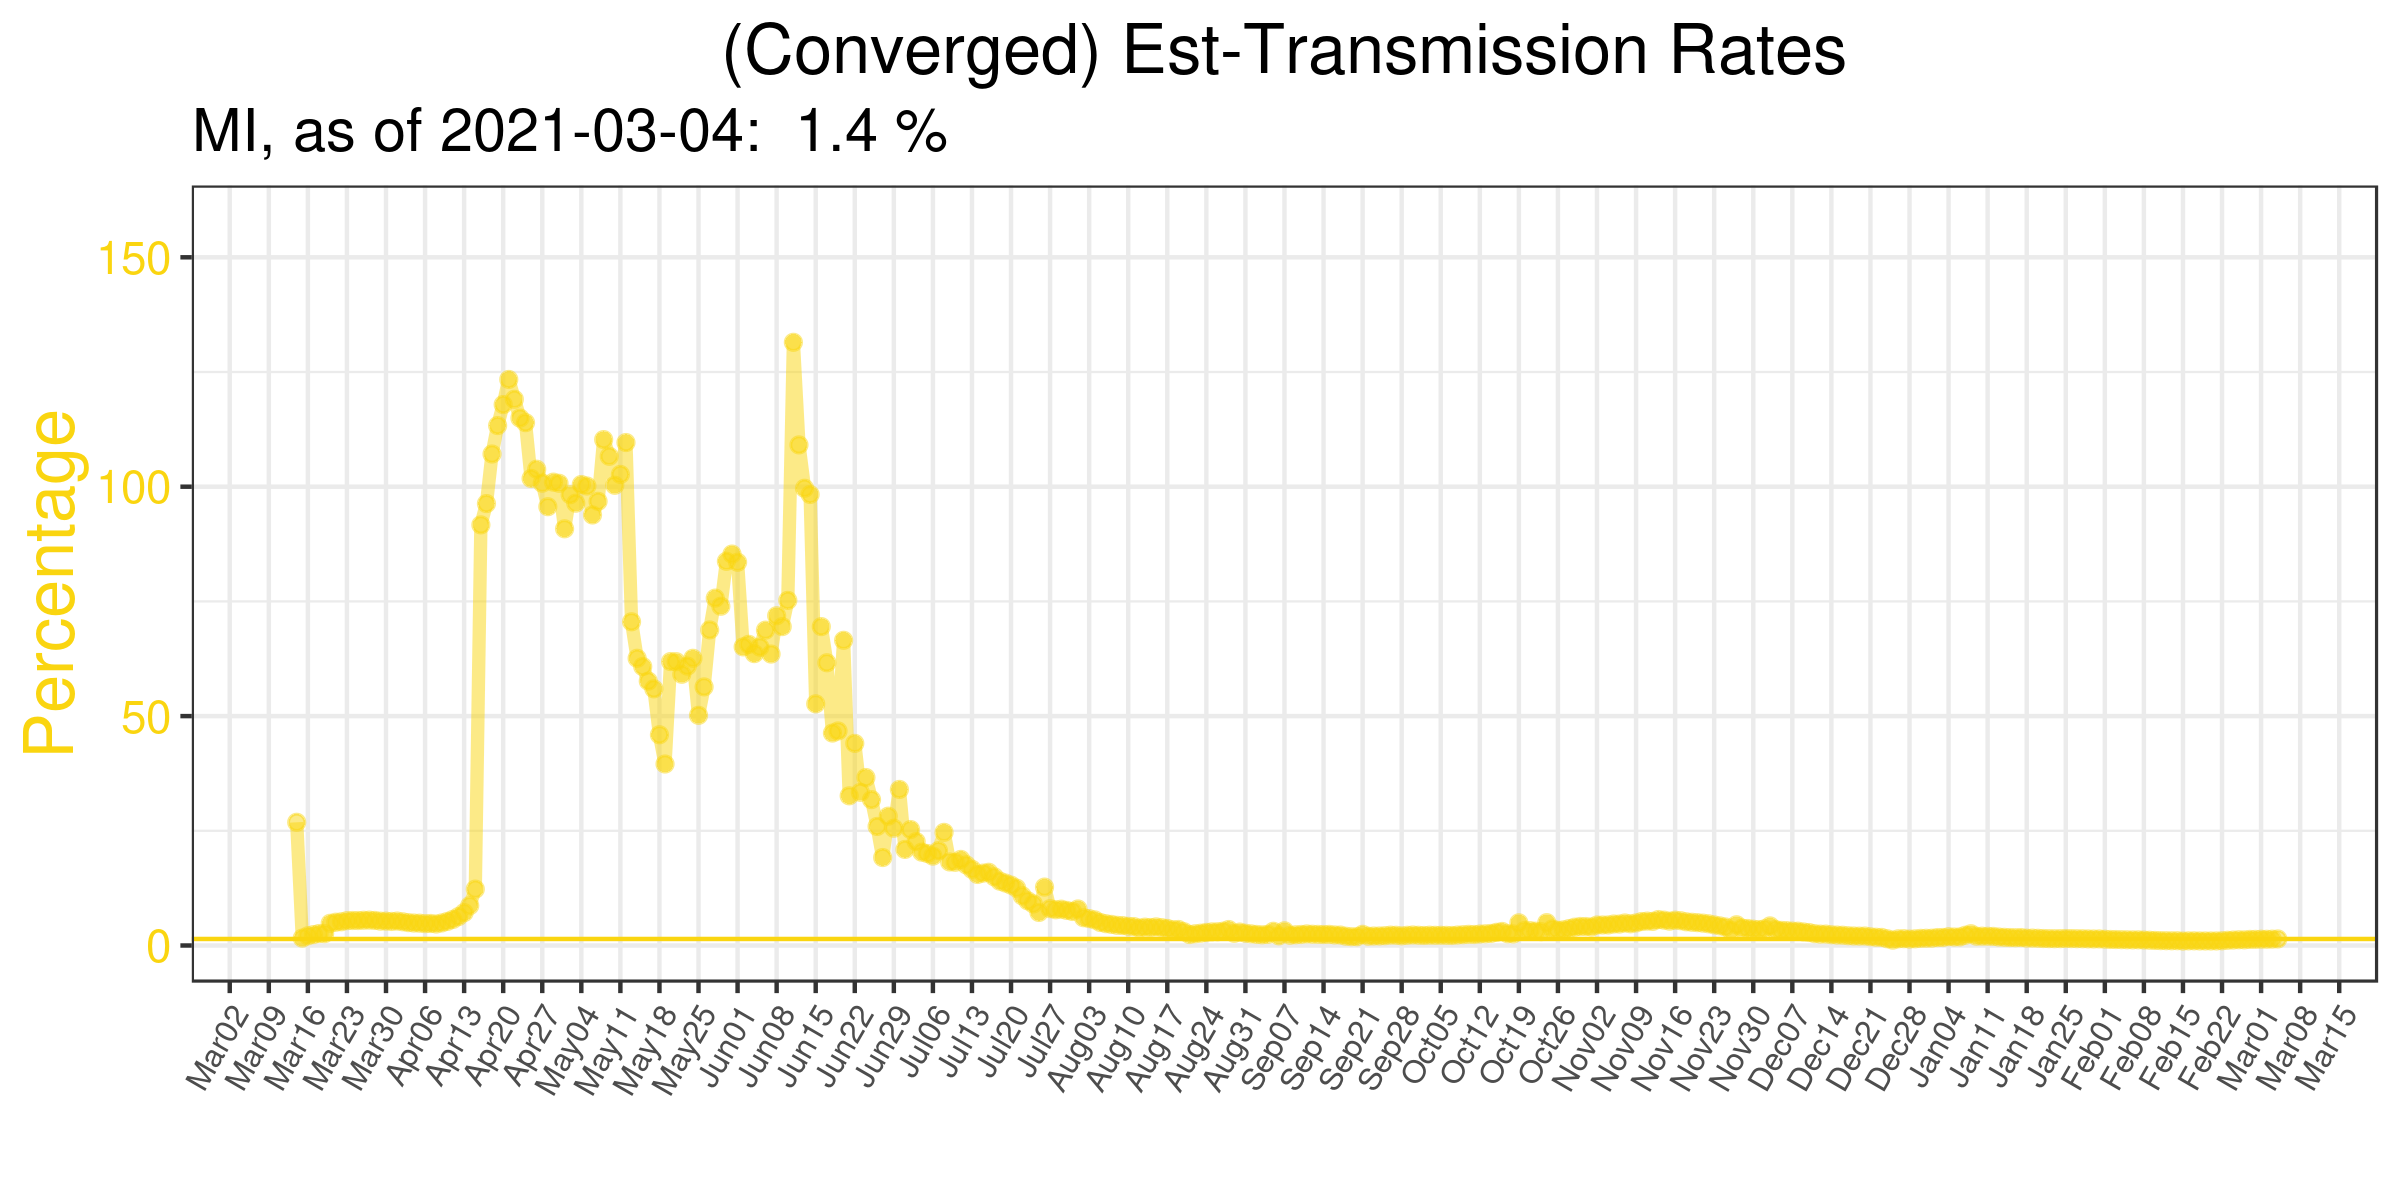 (Converged) Est-Transmission Rates
MI, as of 2021-03-04:  1.4 %
Percentage
150
100
50
0
Mar02 Mar09 Mar16 Mar23 Mar30 Apr06 Apr13 Apr20 Apr27 May04 May11 May18 May25 Jun01 Jun08 Jun15 Jun22 Jun29 Jul06 Jul13 Jul20 Jul27 Aug03 Aug10 Aug17 Aug24 Aug31 Sep07 Sep14 Sep21 Sep28 Oct05 Oct12 Oct19 Oct26 Nov02 Nov09 Nov16 Nov23 Nov30 Dec07 Dec14 Dec21 Dec28 Jan04 Jan11 Jan18 Jan25 Feb01 Feb08 Feb15 Feb22 Mar01 Mar08 Mar15